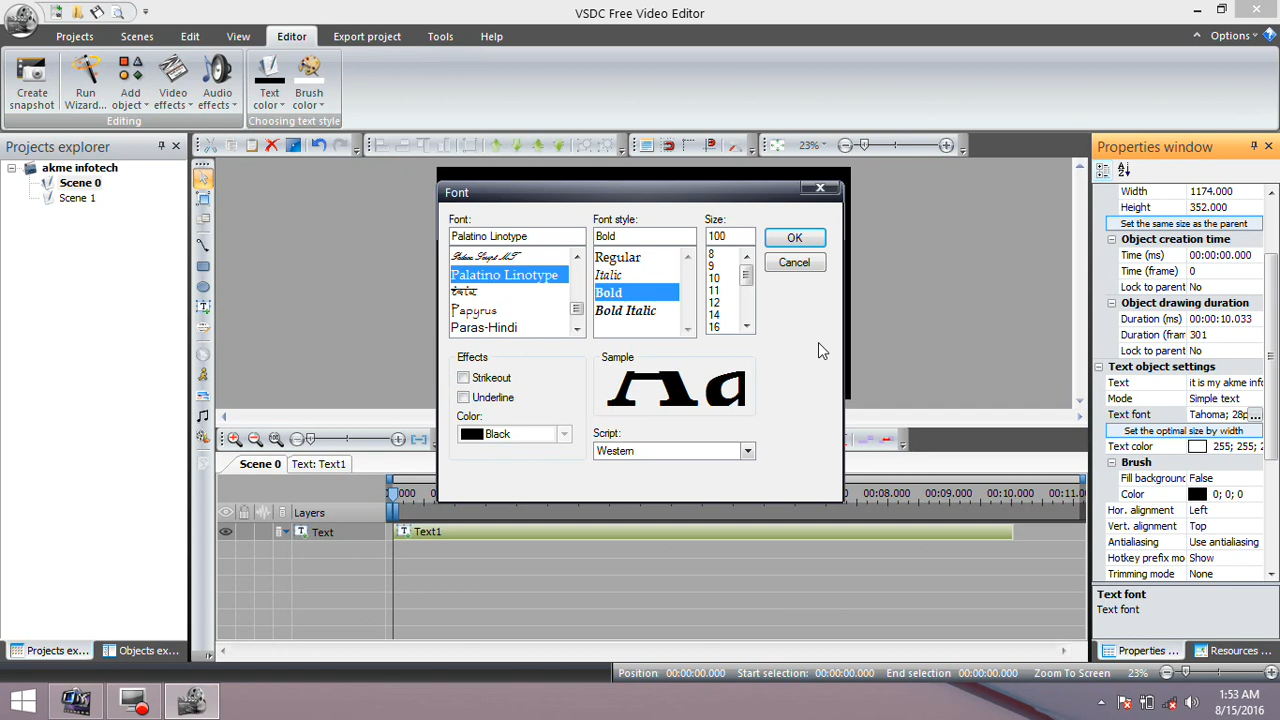 VSDC Free Video Editor
Projects Scenes Edit View Editor Export project Tools Help Options
Create snapshot
Run Wizard...
Add object
Video effects
Audio effects
Text color
Brush color
Editing
Choosing text style
Projects explorer
akme infotech
Scene 0
Scene 1
23%
Properties window
Width 1174.000
Height 352.000
Set the same size as the parent
Object creation time
Time (ms) 00:00:00.000
Time (frame) 0
Lock to parent No
Object drawing duration
Duration (ms) 00:00:10.033
Duration (frame 301
Lock to parent No
Text object settings
Text it is my akme info
Mode Simple text
Text font Tahoma; 28p ...
Set the optimal size by width
Text color 255; 255; 2
Brush
Fill background False
Color 0; 0; 0
Hor. alignment Left
Vert. alignment Top
Antialiasing Use antialiasing
Hotkey prefix mo Show
Trimming mode None
Text font
Text font
Properties ...
Resources ...
Font
Font:
Palatino Linotype
Palatino Linotype
Papyrus
Paras-Hindi
Font style:
Bold
Regular
Italic
Bold
Bold Italic
Size:
100
8
9
10
11
12
14
16
OK
Cancel
Effects
Strikeout
Underline
Color:
Black
Sample
Aa
Script:
Western
Scene 0
Text: Text1
000
00:08.000 00:09.000 00:10.000 00:11.00
Layers
Text
Text1
Projects ex...
Objects ex...
Position 00:00:00.000 Start selection: 00:00:00.000 End selection: 00:00:00.000 Zoom To Screen 23%
1:53 AM
8/15/2016